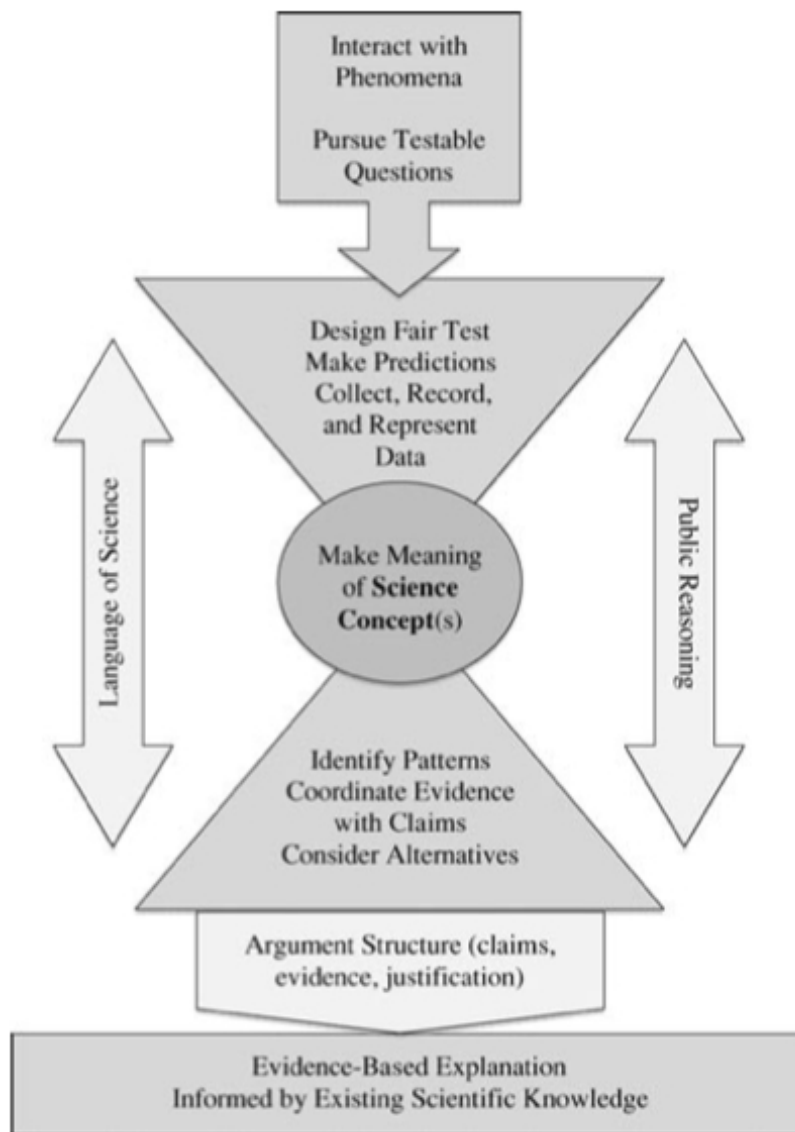 Interact with
Phenomena
Pursue Testable
Questions
Design Fair Test
Make Predictions
Collect, Record,
and Represent
Data
Language of Science
Public Reasoning
Make Meaning
of Science
Concept(s)
Identify Patterns
Coordinate Evidence
with Claims
Consider Alternatives
Argument Structure (claims,
evidence, justification)
Evidence-Based Explanation
Informed by Existing Scientific Knowledge